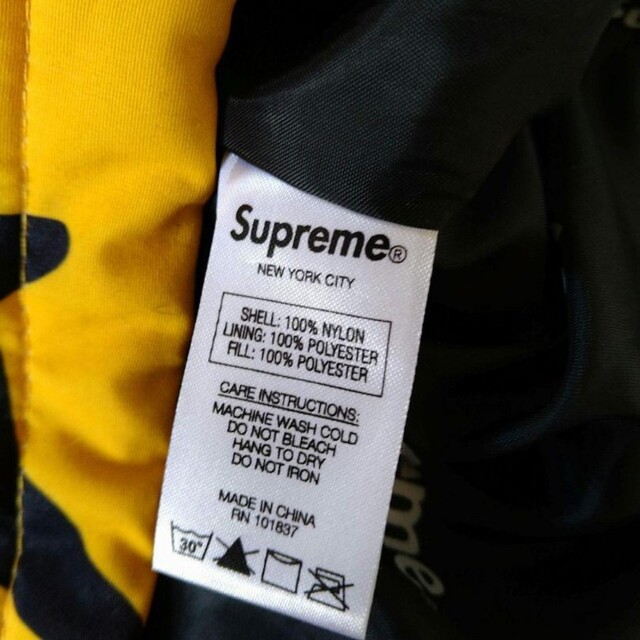 Supreme®
NEW YORK CITY
SHELL: 100% NYLON
LINING: 100% POLYESTER
FILL: 100% POLYESTER
CARE INSTRUCTIONS:
MACHINE WASH COLD
DO NOT BLEACH
HANG TO DRY
DO NOT IRON
MADE IN CHINA
RN 101837
30°
eme